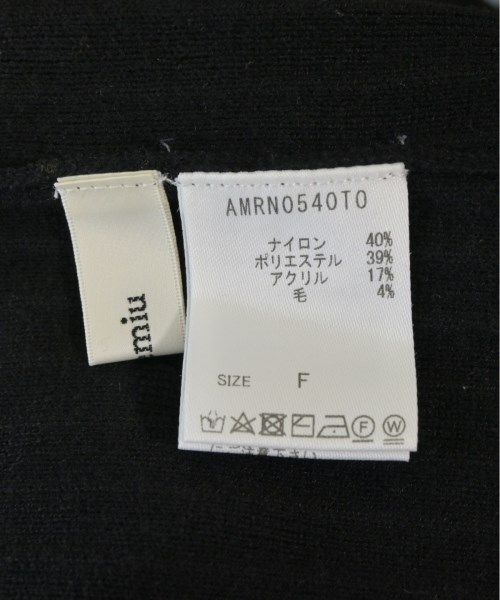 AMRN0540TO
ナイロン 40%
ポリエステル 39%
アクリル 17%
毛 4%
SIZE F
F W
miu